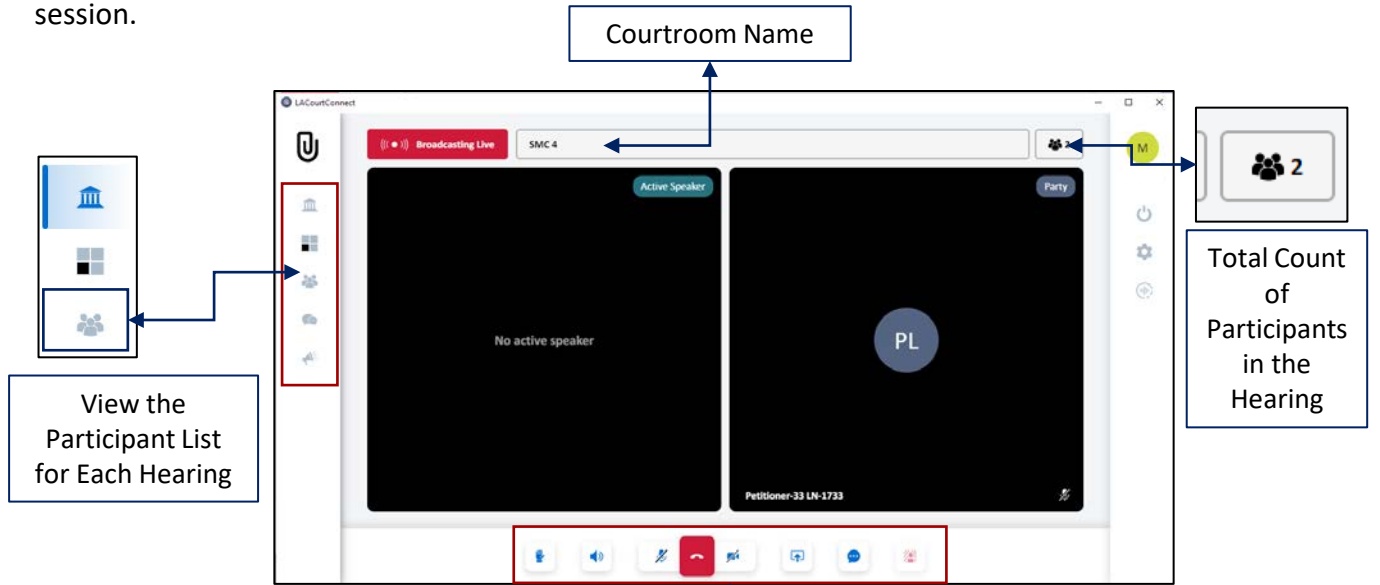 session.
Courtroom Name
LACourtConnect
Broadcasting Live
SMC 4
2
M
Active Speaker
Party
2
Total Count
of
Participants
in the
Hearing
No active speaker
PL
View the
Participant List
for Each Hearing
Petitioner-33 LN-1733